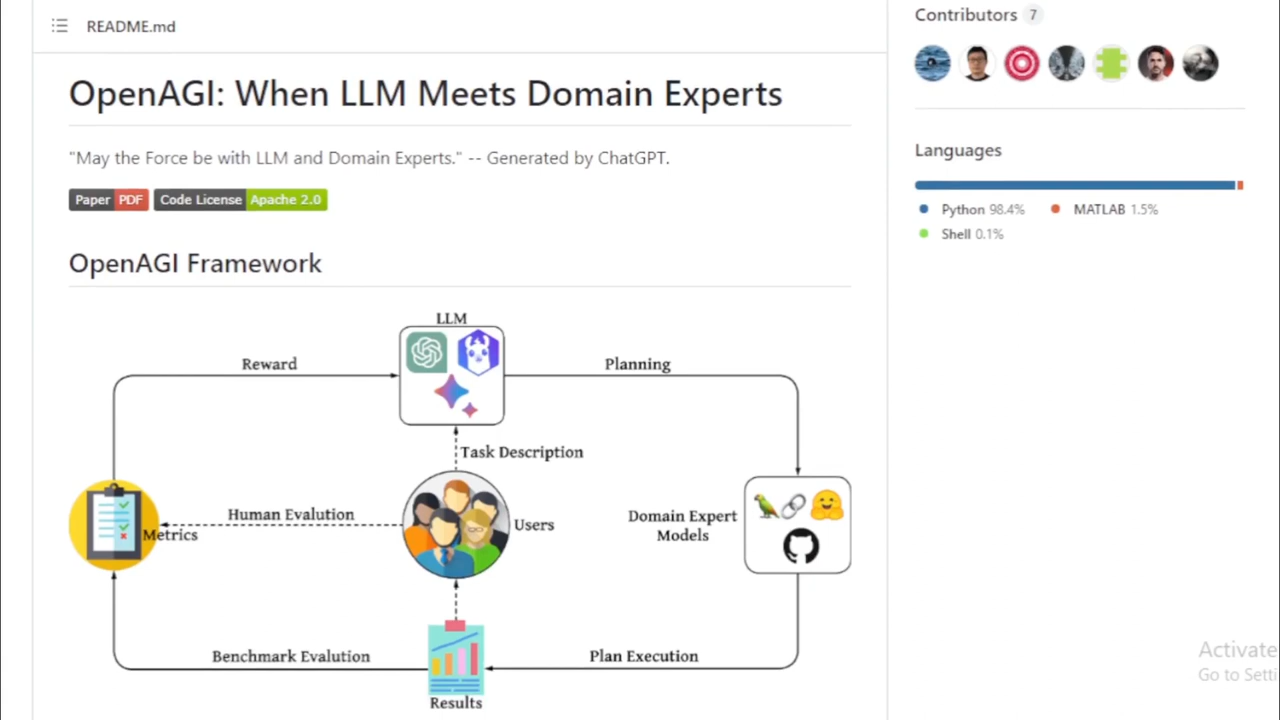 README.md
OpenAGI: When LLM Meets Domain Experts
"May the Force be with LLM and Domain Experts." -- Generated by ChatGPT.
Paper PDF Code License Apache 2.0
OpenAGI Framework
LLM
Reward
Planning
Task Description
Human Evalution
Users
Metrics
Domain Expert
Models
Benchmark Evalution
Plan Execution
Results
Contributors 7
Languages
Python 98.4% MATLAB 1.5%
Shell 0.1%
Activate
Go to Setti